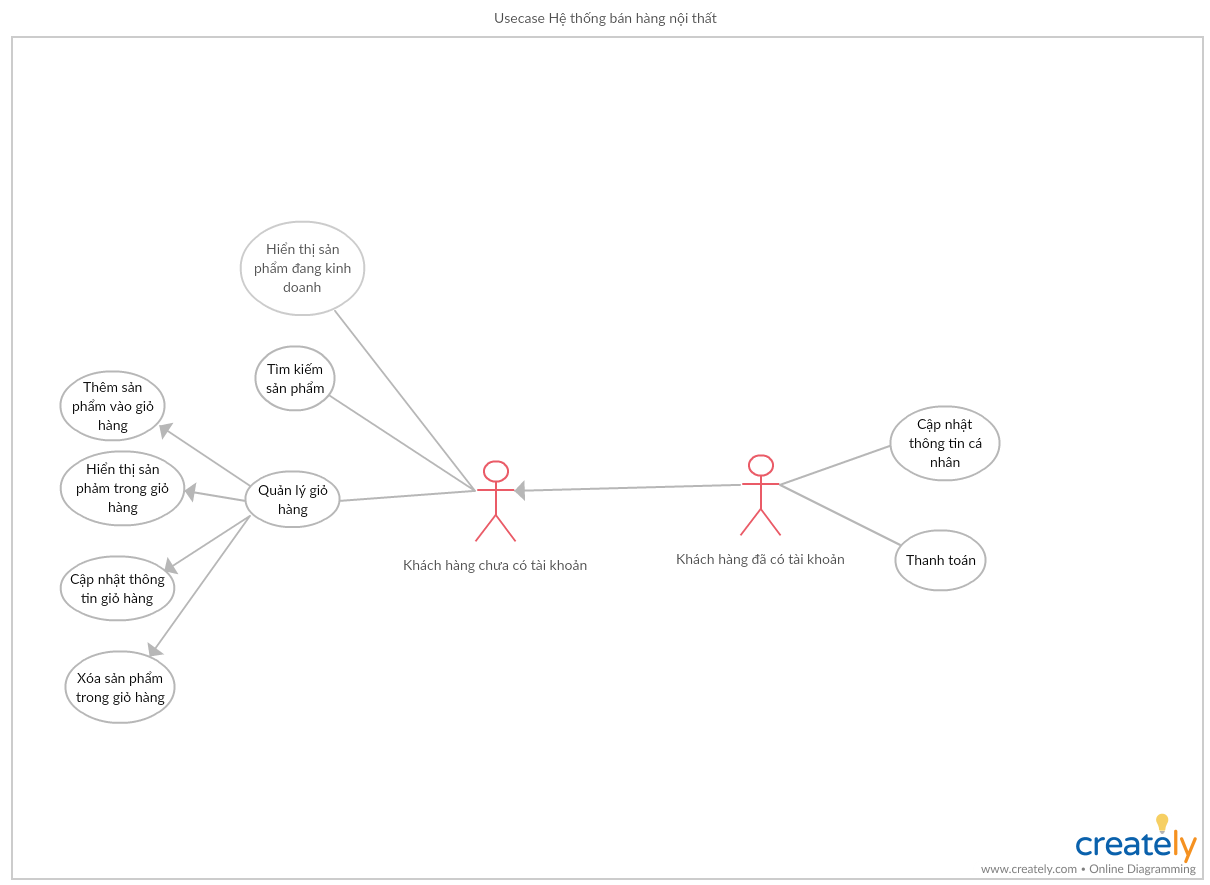 Usecase Hệ thống bán hàng nội thất
Hiển thị sản
phẩm đang kinh
doanh
Tìm kiếm
sản phẩm
Thêm sản
phẩm vào giỏ
hàng
Hiển thị sản
phảm trong giỏ
hàng
Quản lý giỏ
hàng
Cập nhật thông
tin giỏ hàng
Xóa sản phẩm
trong giỏ hàng
Khách hàng chưa có tài khoản
Khách hàng đã có tài khoản
Cập nhật
thông tin cá
nhân
Thanh toán
creately
www.creately.com • Online Diagramming